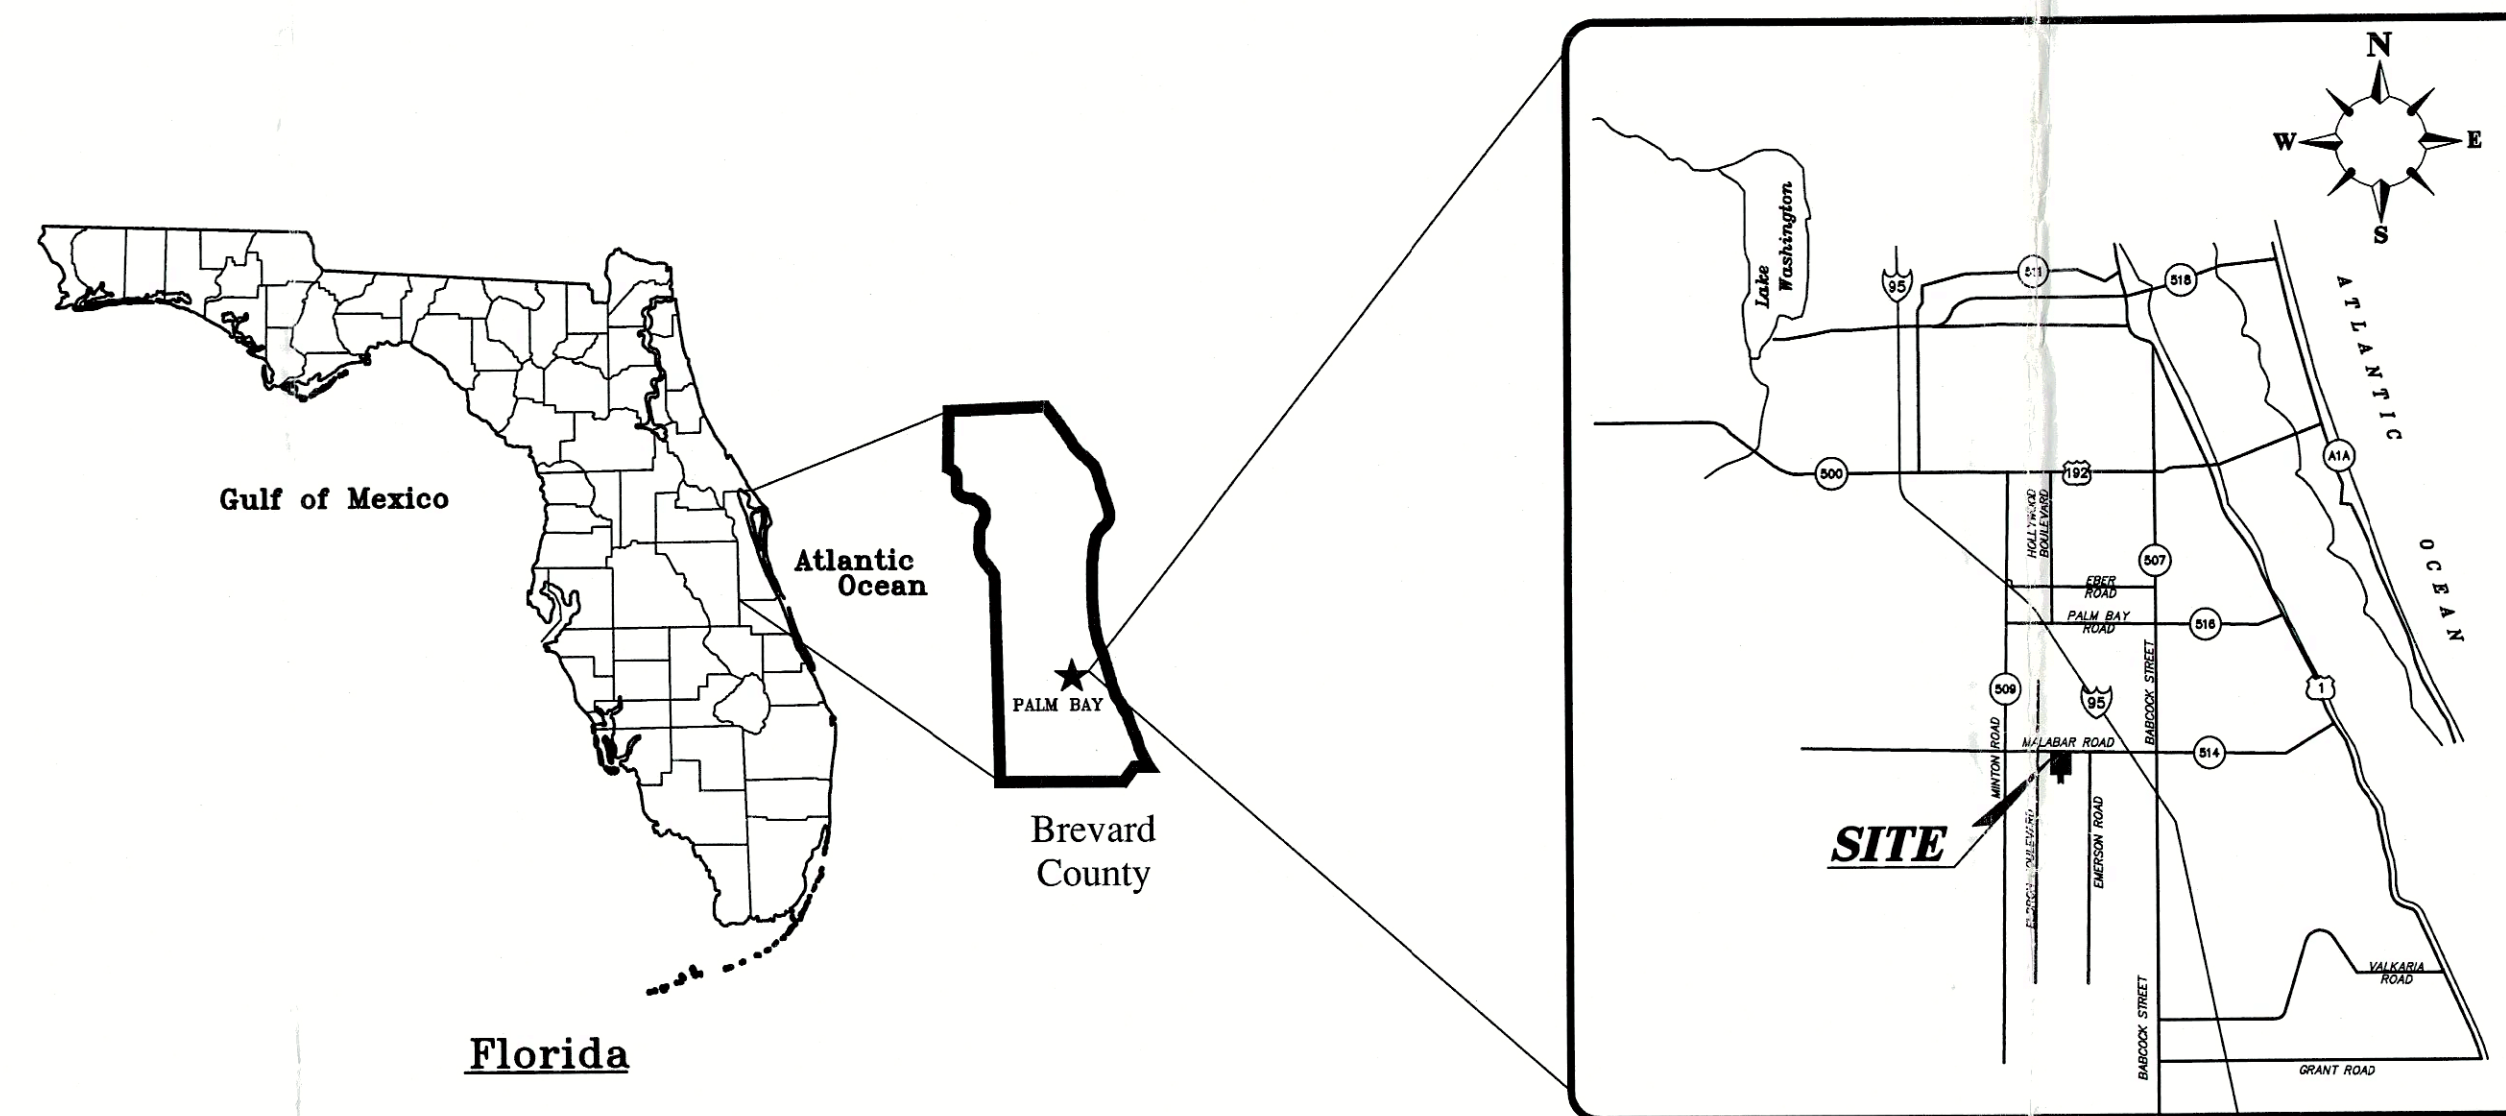 Gulf of Mexico
Atlantic
Ocean
PALM BAY
Brevard
County
Florida
N
W
E
S
Lake
Washington
95
511
518
ATLANTIC
OCEAN
A1A
500
192
HOLLYWOOD
BOULEVARD
507
EBER
ROAD
PALM BAY
ROAD
516
BABCOCK STREET
509
95
1
MINTON ROAD
MALABAR ROAD
514
SITE
EMERSON ROAD
VALKARIA
ROAD
BABCOCK STREET
GRANT ROAD